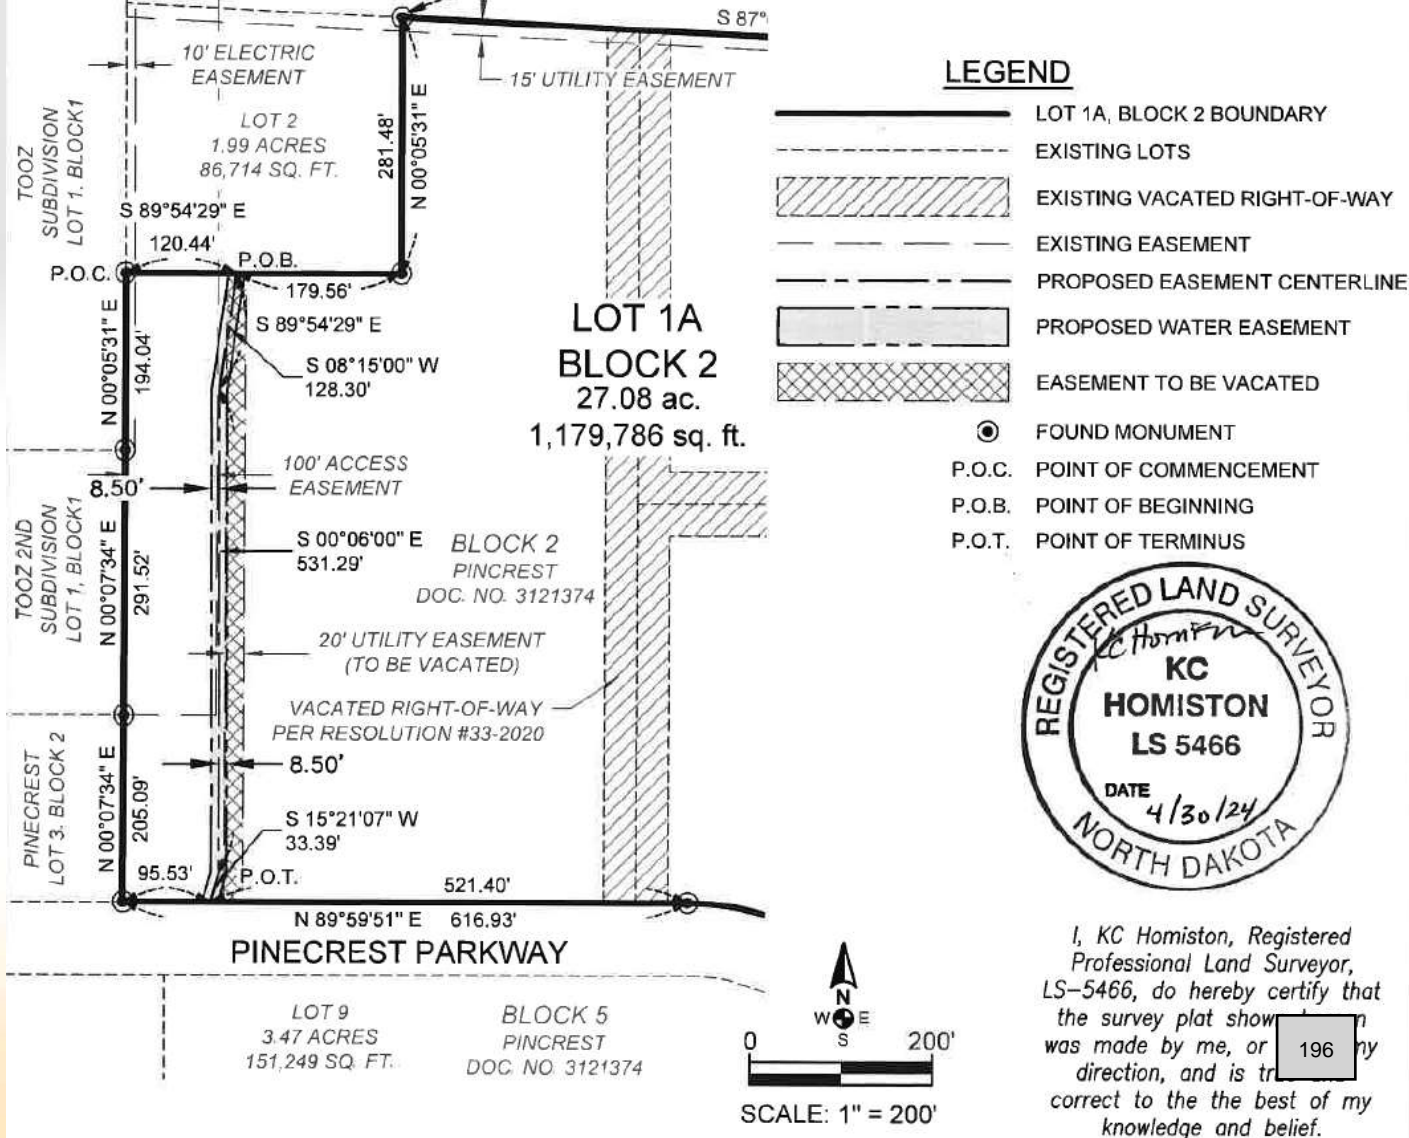 S 87°
10' ELECTRIC
EASEMENT
15' UTILITY EASEMENT
LOT 2
1.99 ACRES
86,714 SQ. FT.
TOOZ
SUBDIVISION
LOT 1. BLOCK1
281.48'
N 00°05'31" E
S 89°54'29" E
120.44'
P.O.C.
P.O.B.
179.56'
S 89°54'29" E
N 00°05'31" E
194.04'
S 08°15'00" W
128.30'
LOT 1A
BLOCK 2
27.08 ac.
1,179,786 sq. ft.
100' ACCESS
EASEMENT
8.50'
TOOZ 2ND
SUBDIVISION
LOT 1, BLOCK1
N 00°07'34" E
291.52'
S 00°06'00" E
531.29'
BLOCK 2
PINCREST
DOC. NO. 3121374
20' UTILITY EASEMENT
(TO BE VACATED)
VACATED RIGHT-OF-WAY
PER RESOLUTION #33-2020
8.50'
PINECREST
LOT 3. BLOCK 2
N 00°07'34" E
205.09'
S 15°21'07" W
33.39'
95.53'
P.O.T.
521.40'
N 89°59'51" E 616.93'
PINECREST PARKWAY
LOT 9
3.47 ACRES
151,249 SQ. FT.
BLOCK 5
PINCREST
DOC. NO. 3121374
LEGEND
LOT 1A, BLOCK 2 BOUNDARY
EXISTING LOTS
EXISTING VACATED RIGHT-OF-WAY
EXISTING EASEMENT
PROPOSED EASEMENT CENTERLINE
PROPOSED WATER EASEMENT
EASEMENT TO BE VACATED
FOUND MONUMENT
P.O.C. POINT OF COMMENCEMENT
P.O.B. POINT OF BEGINNING
P.O.T. POINT OF TERMINUS
REGISTERED LAND SURVEYOR
KC
HOMISTON
LS 5466
DATE
4/30/24
NORTH DAKOTA
N
W E
S
0 200'
SCALE: 1" = 200'
I, KC Homiston, Registered
Professional Land Surveyor,
LS-5466, do hereby certify that
the survey plat show
was made by me, or my
direction, and is
correct to the the best of my
knowledge and belief.
196